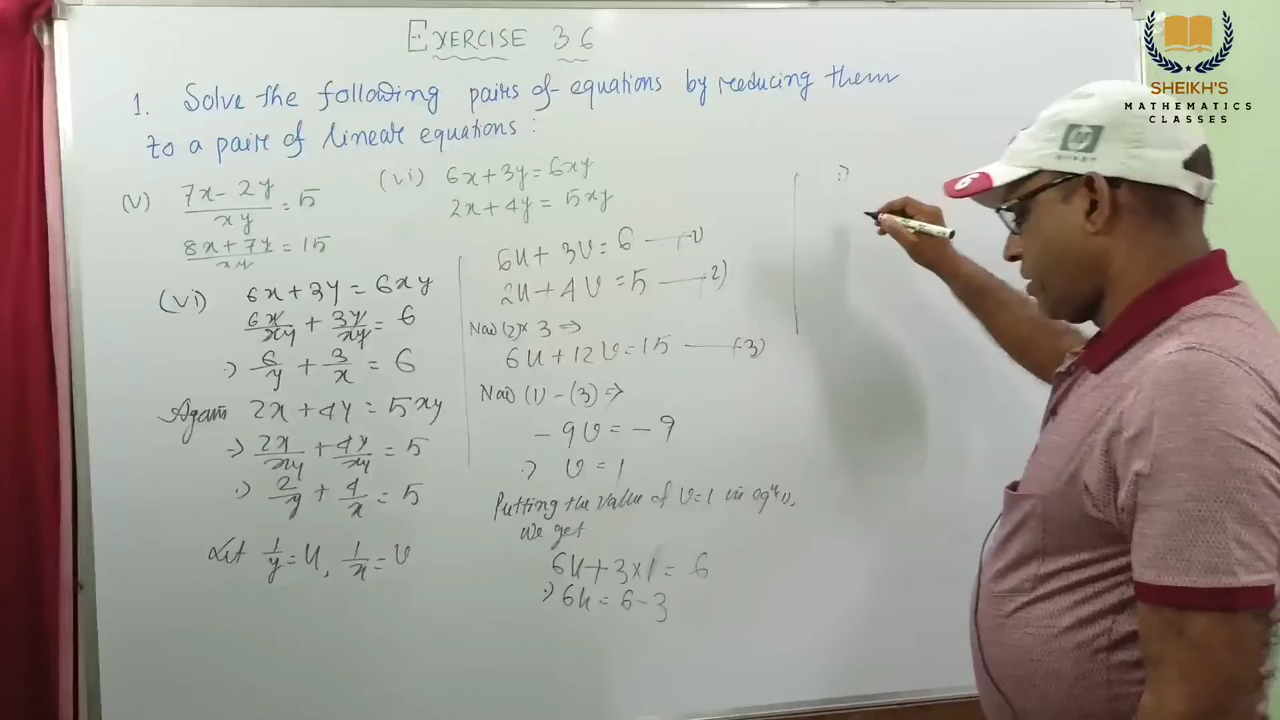 EXERCISE 3.6
1. Solve the following pairs of equations by reducing them
to a pair of linear equations :
(v) 7x - 2y / xy = 5
8x + 7y / xy = 15
(vi) 6x + 3y = 6xy
2x + 4y = 5xy
(vi) 6x + 3y = 6xy
6x/xy + 3y/xy = 6
⇒ 6/y + 3/x = 6
Again 2x + 4y = 5xy
⇒ 2x/xy + 4y/xy = 5
⇒ 2/y + 4/x = 5
Let 1/y = u, 1/x = v
6u + 3v = 6 —(1)
2u + 4v = 5 —(2)
Now (2) × 3 ⇒
6u + 12v = 15 —(3)
Now (1) - (3) ⇒
-9v = -9
⇒ v = 1
Putting the value of v=1 in eqn (1),
we get
6u + 3×1 = 6
⇒ 6u = 6 - 3
⇒
SHEIKH'S
MATHEMATICS
CLASSES
hp
6